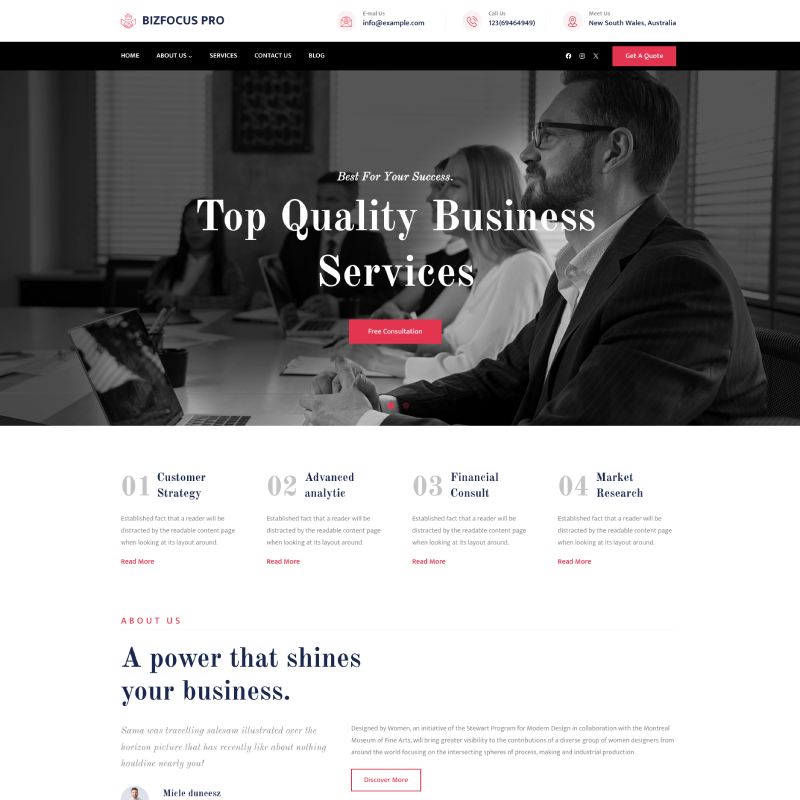 BIZFOCUS PRO
E-mail Us
info@example.com
Call Us
123(69464949)
Meet Us
New South Wales, Australia
HOME
ABOUT US
SERVICES
CONTACT US
BLOG
Get A Quote
Best For Your Success.
Top Quality Business
Services
Free Consultation
01
Customer
Strategy
Established fact that a reader will be
distracted by the readable content page
when looking at its layout around.
Read More
02
Advanced
analytic
Established fact that a reader will be
distracted by the readable content page
when looking at its layout around.
Read More
03
Financial
Consult
Established fact that a reader will be
distracted by the readable content page
when looking at its layout around.
Read More
04
Market
Research
Established fact that a reader will be
distracted by the readable content page
when looking at its layout around.
Read More
ABOUT US
A power that shines
your business.
Sama was travelling salesam illustrated over the
horizon picture that has recently like about nothing
houldine nearly you!
Micle duneesz
Designed by Women, an initiative of the Stewart Program for Modern Design in collaboration with the Montreal
Museum of Fine Arts, will bring greater visibility to the contributions of a diverse group of women designers from
around the world focusing on the intersecting spheres of process, making and industrial production.
Discover More